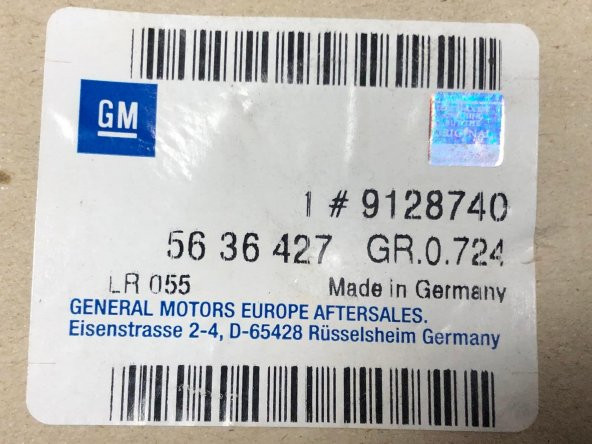 GM
ORIGINAL
1 # 9128740
56 36 427 GR.0.724
LR 055 Made in Germany
GENERAL MOTORS EUROPE AFTERSALES.
Eisenstrasse 2-4, D-65428 Rüsselsheim Germany